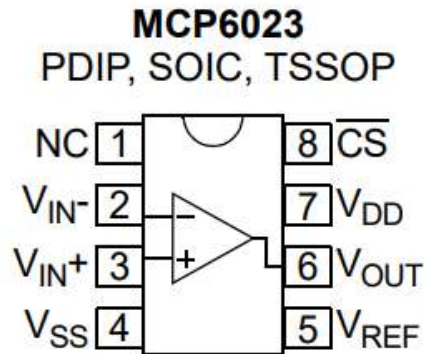 MCP6023
PDIP, SOIC, TSSOP
NC 1 8 C̅S̅
VIN- 2 7 VDD
VIN+ 3 6 VOUT
VSS 4 5 VREF